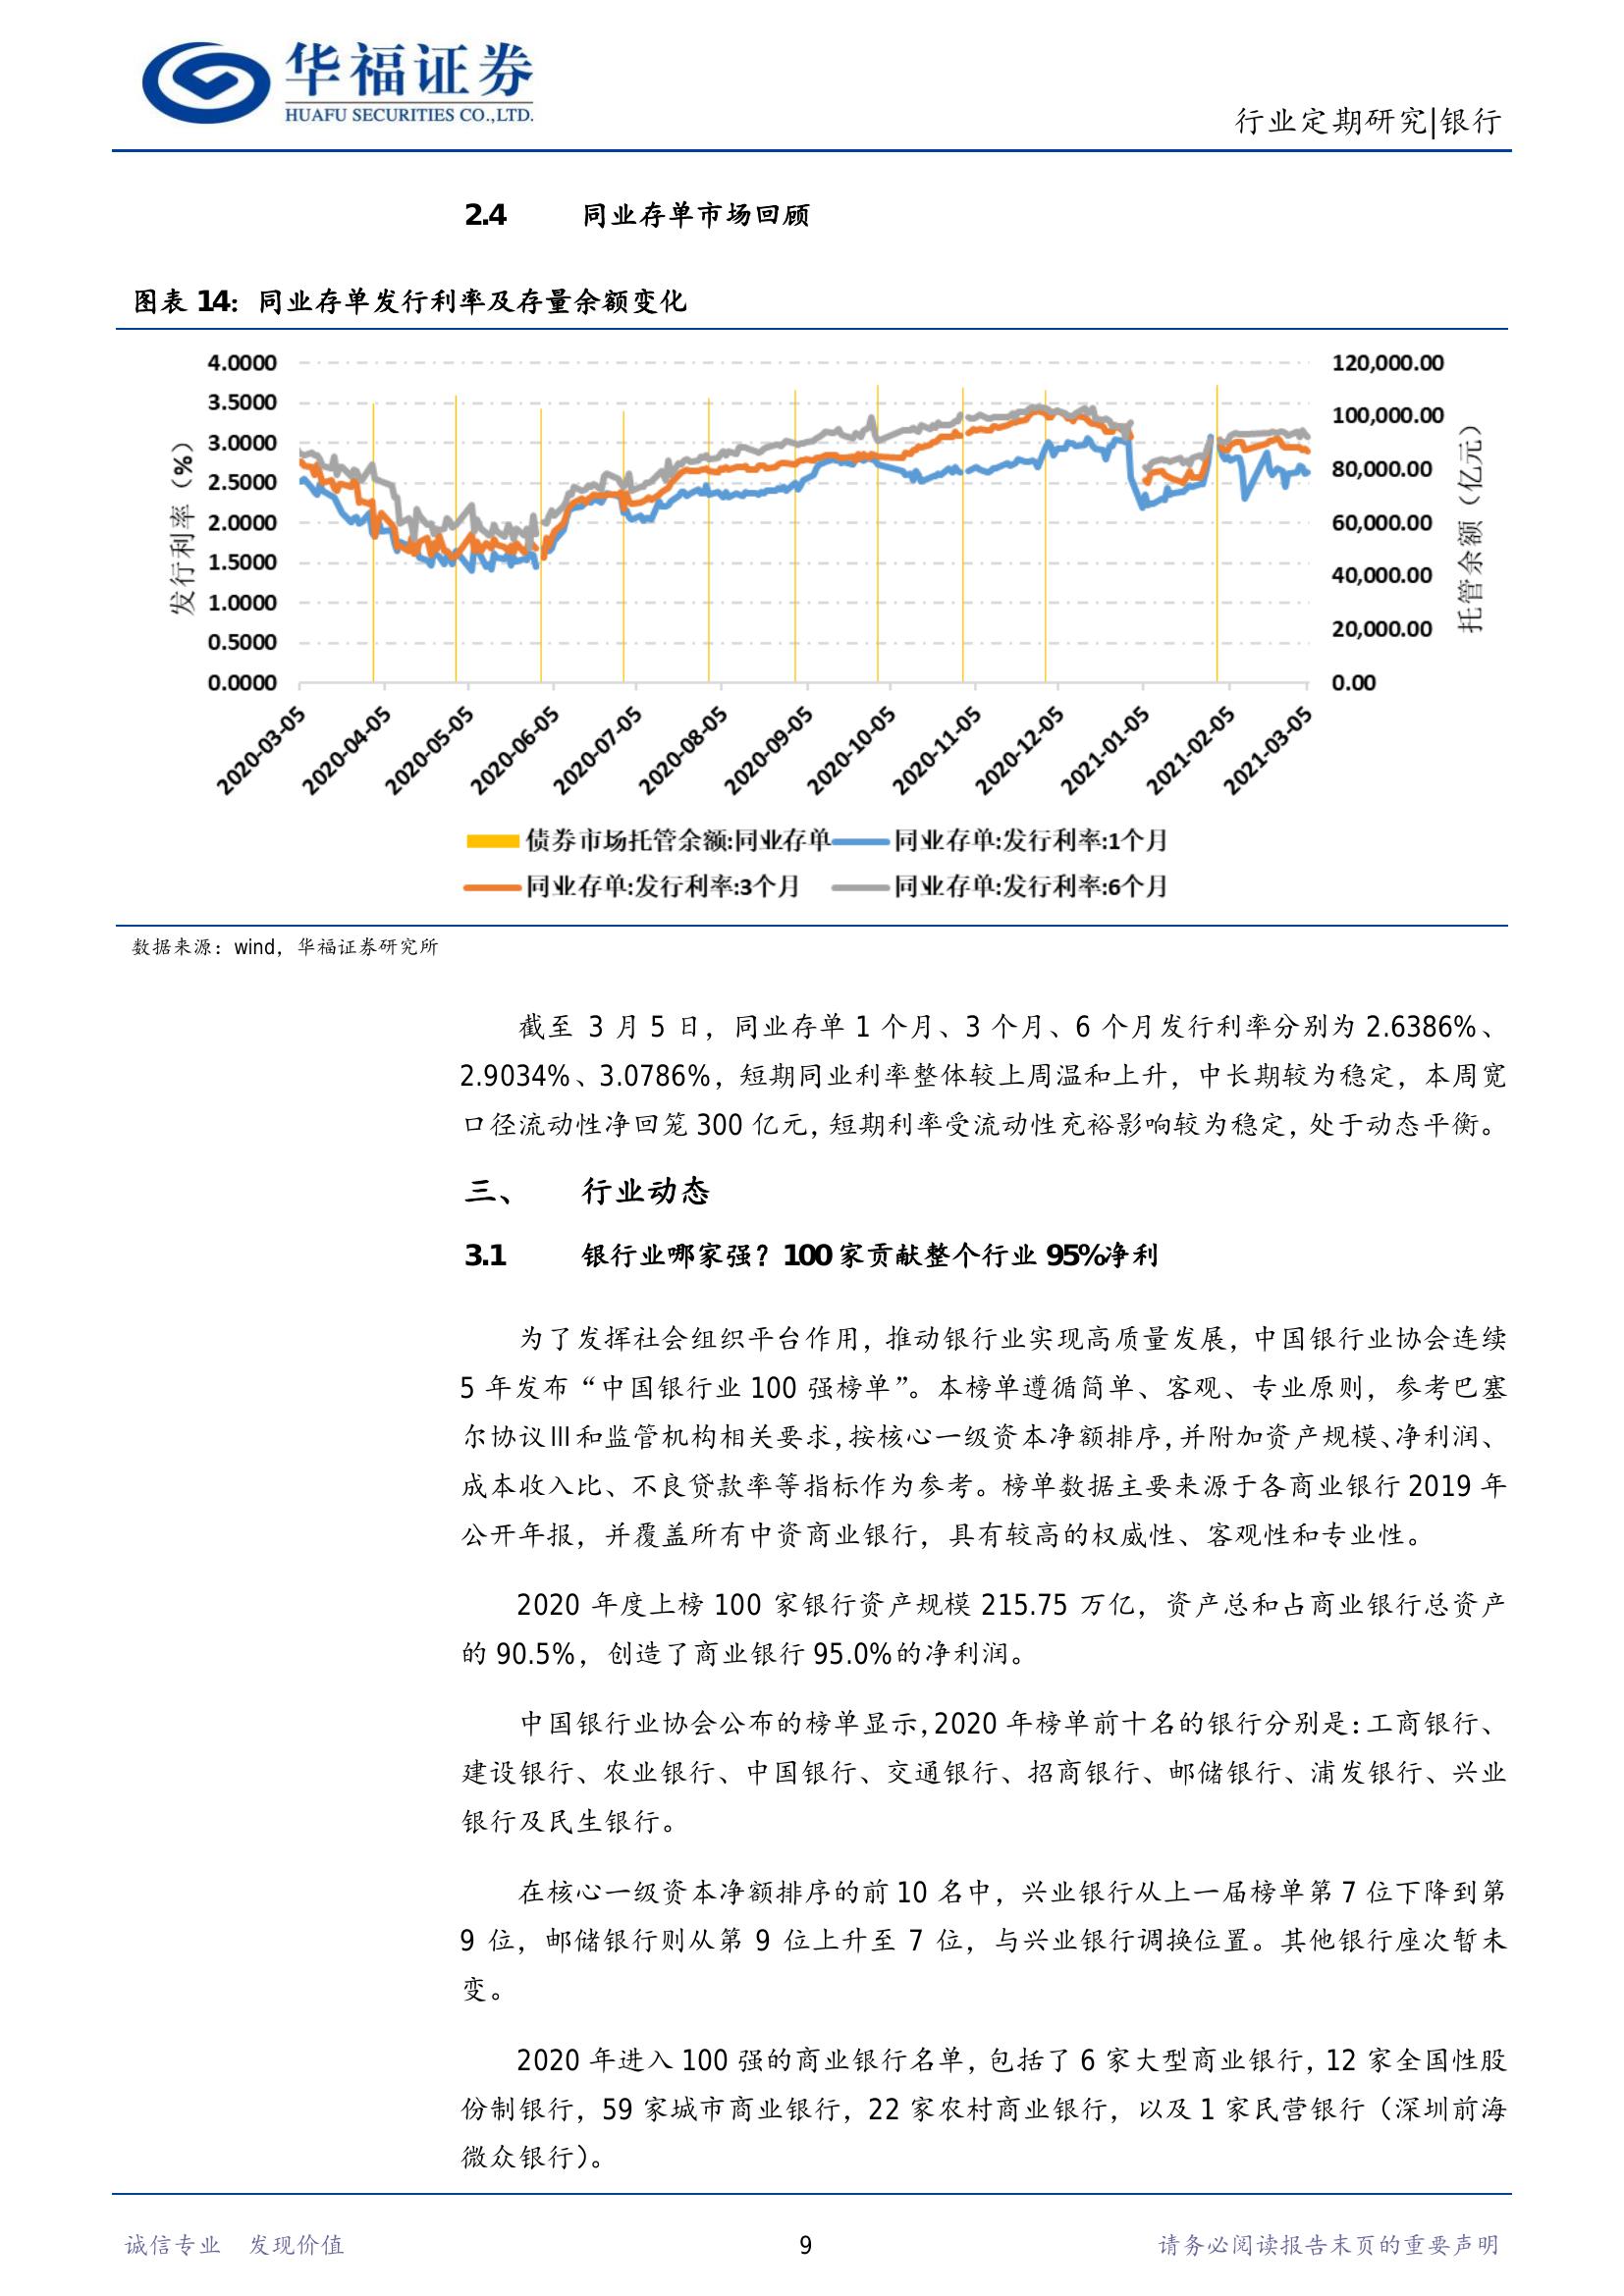 华福证券
HUAFU SECURITIES CO.,LTD.
行业定期研究|银行
2.4 同业存单市场回顾
图表 14：同业存单发行利率及存量余额变化
4.0000
3.5000
3.0000
2.5000
2.0000
1.5000
1.0000
0.5000
0.0000
发行利率（%）
120,000.00
100,000.00
80,000.00
60,000.00
40,000.00
20,000.00
0.00
托管余额（亿元）
2020-03-05
2020-04-05
2020-05-05
2020-06-05
2020-07-05
2020-08-05
2020-09-05
2020-10-05
2020-11-05
2020-12-05
2021-01-05
2021-02-05
2021-03-05
债券市场托管余额:同业存单 同业存单:发行利率:1个月
同业存单:发行利率:3个月 同业存单:发行利率:6个月
数据来源：wind，华福证券研究所
截至 3 月 5 日，同业存单 1 个月、3 个月、6 个月发行利率分别为 2.6386%、
2.9034%、3.0786%，短期同业利率整体较上周温和上升，中长期较为稳定，本周宽
口径流动性净回笼 300 亿元，短期利率受流动性充裕影响较为稳定，处于动态平衡。
三、 行业动态
3.1 银行业哪家强？100 家贡献整个行业 95%净利
为了发挥社会组织平台作用，推动银行业实现高质量发展，中国银行业协会连续
5 年发布“中国银行业 100 强榜单”。本榜单遵循简单、客观、专业原则，参考巴塞
尔协议Ⅲ和监管机构相关要求，按核心一级资本净额排序，并附加资产规模、净利润、
成本收入比、不良贷款率等指标作为参考。榜单数据主要来源于各商业银行 2019 年
公开年报，并覆盖所有中资商业银行，具有较高的权威性、客观性和专业性。
2020 年度上榜 100 家银行资产规模 215.75 万亿，资产总和占商业银行总资产
的 90.5%，创造了商业银行 95.0%的净利润。
中国银行业协会公布的榜单显示，2020 年榜单前十名的银行分别是：工商银行、
建设银行、农业银行、中国银行、交通银行、招商银行、邮储银行、浦发银行、兴业
银行及民生银行。
在核心一级资本净额排序的前 10 名中，兴业银行从上一届榜单第 7 位下降到第
9 位，邮储银行则从第 9 位上升至 7 位，与兴业银行调换位置。其他银行座次暂未
变。
2020 年进入 100 强的商业银行名单，包括了 6 家大型商业银行，12 家全国性股
份制银行，59 家城市商业银行，22 家农村商业银行，以及 1 家民营银行（深圳前海
微众银行）。
诚信专业 发现价值 9 请务必阅读报告末页的重要声明